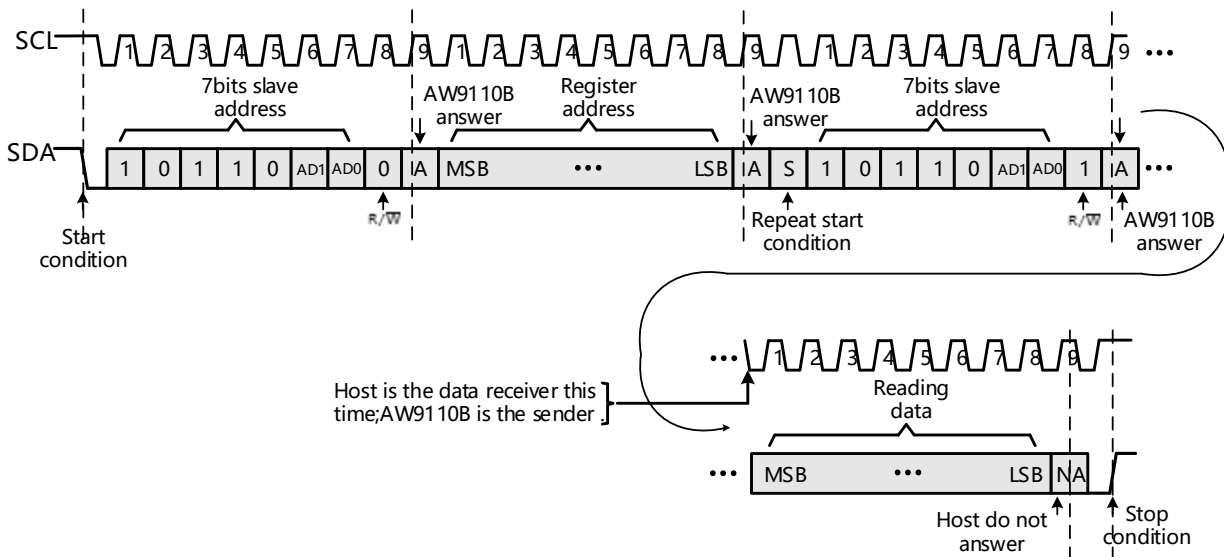 SCL 1 2 3 4 5 6 7 8 9 1 2 3 4 5 6 7 8 9 1 2 3 4 5 6 7 8 9 •••
7bits slave
address
AW9110B
answer
Register
address
AW9110B
answer
7bits slave
address
SDA 1 0 1 1 0 AD1 AD0 0 A MSB ••• LSB A S 1 0 1 1 0 AD1 AD0 1 A •••
Start
condition
R/W̅
Repeat start
condition
R/W̅
AW9110B
answer
••• 1 2 3 4 5 6 7 8 9
Host is the data receiver this
time;AW9110B is the sender
Reading
data
••• MSB ••• LSB NA
Host do not
answer
Stop
condition